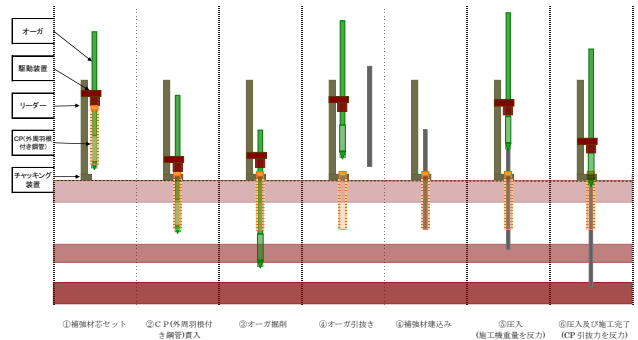 オーガ
駆動装置
リーダー
CP(外周羽根
付き鋼管)
チャッキング
装置
①補強材芯セット
②CP(外周羽根付
き鋼管)貫入
③オーガ掘削
④オーガ引抜き
④補強材建込み
⑤圧入
(施工機重量を反力)
⑥圧入及び施工完了
(CP引抜力を反力)